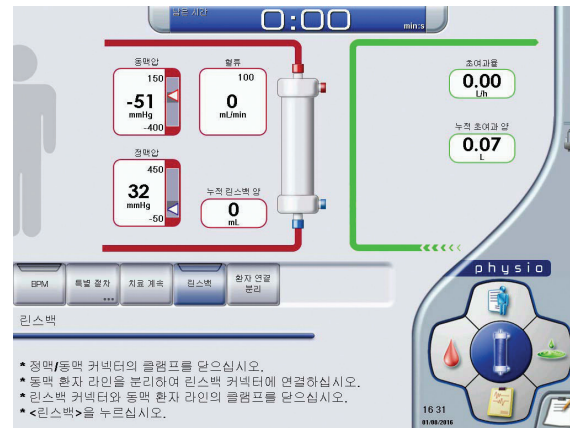 남은 시간
0:00
min:s
동맥압
150
-51
mmHg
-400
혈류
100
0
mL/min
초여과율
0.00
L/h
정맥압
450
32
mmHg
-50
누적 린스백 양
0
mL
누적 초여과 양
0.07
L
BPM
특별 절차
...
치료 계속
린스백
환자 연결
분리
physio
린스백
* 정맥/동맥 커넥터의 클램프를 닫으십시오.
* 동맥 환자 라인을 분리하여 린스백 커넥터에 연결하십시오.
* 린스백 커넥터와 동맥 환자 라인의 클램프를 닫으십시오.
* <린스백>을 누르십시오.
16 31
01/08/2016